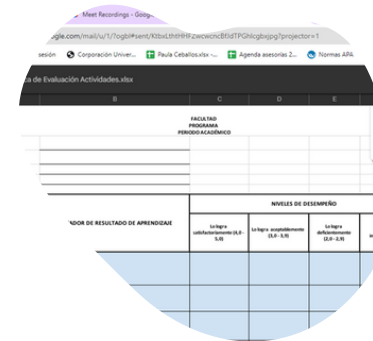 Meet Recordings - Goog
gle.com/mail/u/1/?ogbl#sent/
projector=1
sesión Corporación Univer... Paula Ceballos.xlsx -... Agenda asesorías 2... Normas APA
de Evaluación Actividades.xlsx
B C D E
FACULTAD
PROGRAMA
PERIODO ACADÉMICO
NIVELES DE DESEMPEÑO
ADOR DE RESULTADO DE APRENDIZAJE
Lo logra satisfactoriamente (4,0 - 5,0)
Lo logra aceptablemente (3,0 - 3,9)
Lo logra deficientemente (2,0 - 2,9)